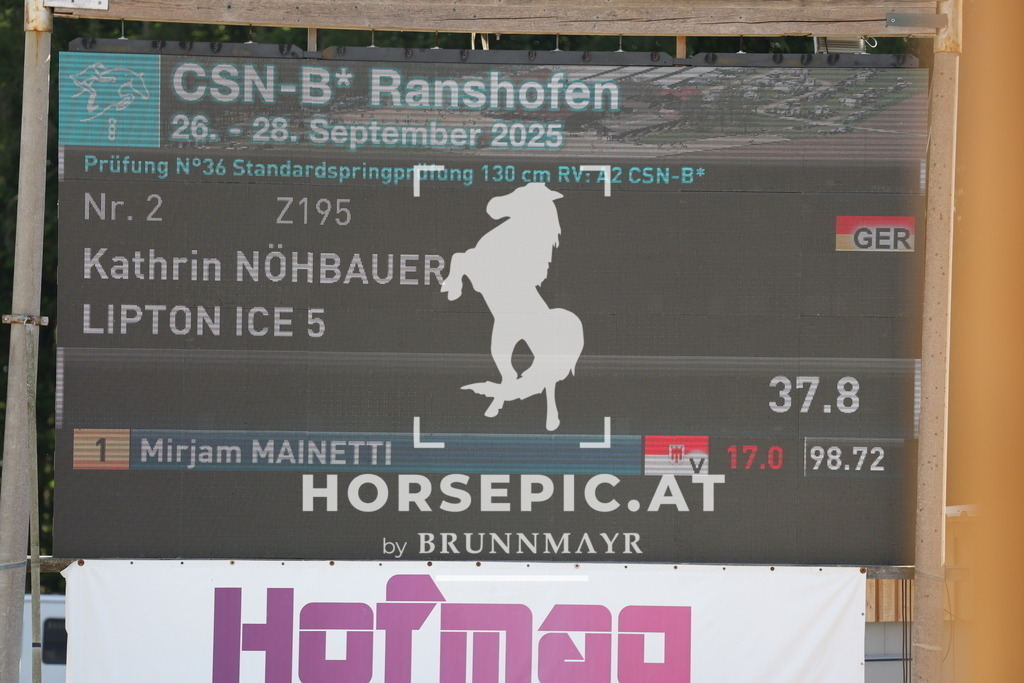 CSN-B* Ranshofen
26. - 28. September 2025
Prüfung N°36 Standardspringprüfung 130 cm RV: A2 CSN-B*
Nr. 2 Z195
GER
Kathrin NÖHBAUER
LIPTON ICE 5
37.8
1 Mirjam MAINETTI V 17.0 98.72
HORSEPIC.AT
by BRUNNMAYR
Hofmag